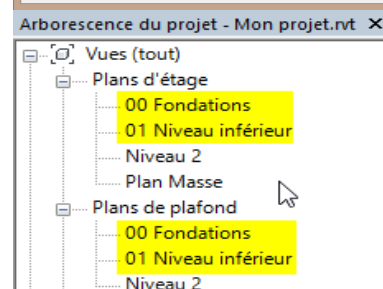 Arborescence du projet - Mon projet.rvt
Vues (tout)
Plans d'étage
00 Fondations
01 Niveau inférieur
Niveau 2
Plan Masse
Plans de plafond
00 Fondations
01 Niveau inférieur
Niveau 2